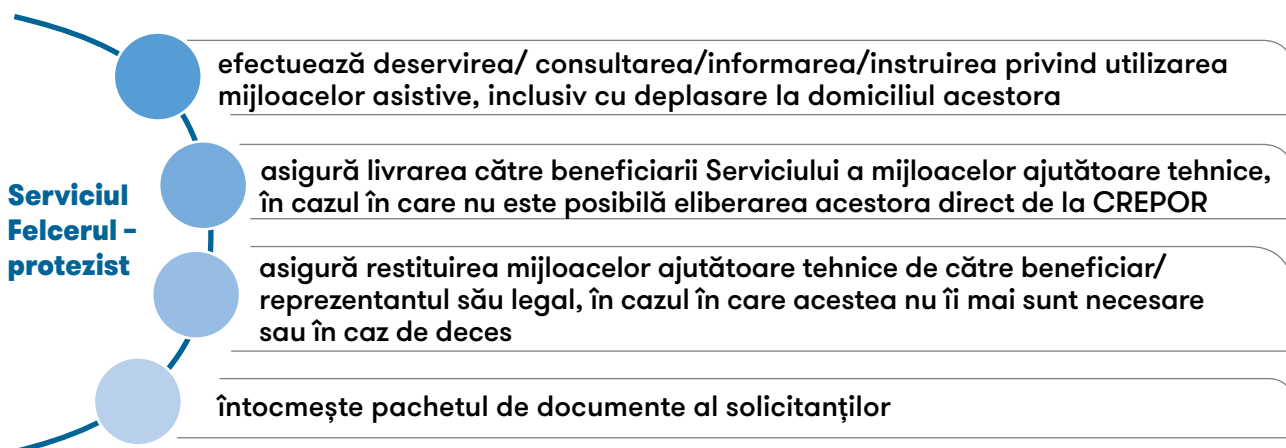 efectuează deservirea/ consultarea/informarea/instruirea privind utilizarea
mijloacelor asistive, inclusiv cu deplasare la domiciliul acestora
asigură livrarea către beneficiarii Serviciului a mijloacelor ajutătoare tehnice,
în cazul în care nu este posibilă eliberarea acestora direct de la CREPOR
Serviciul
Felcerul –
protezist
asigură restituirea mijloacelor ajutătoare tehnice de către beneficiar/
reprezentantul său legal, în cazul în care acestea nu îi mai sunt necesare
sau în caz de deces
întocmește pachetul de documente al solicitanților